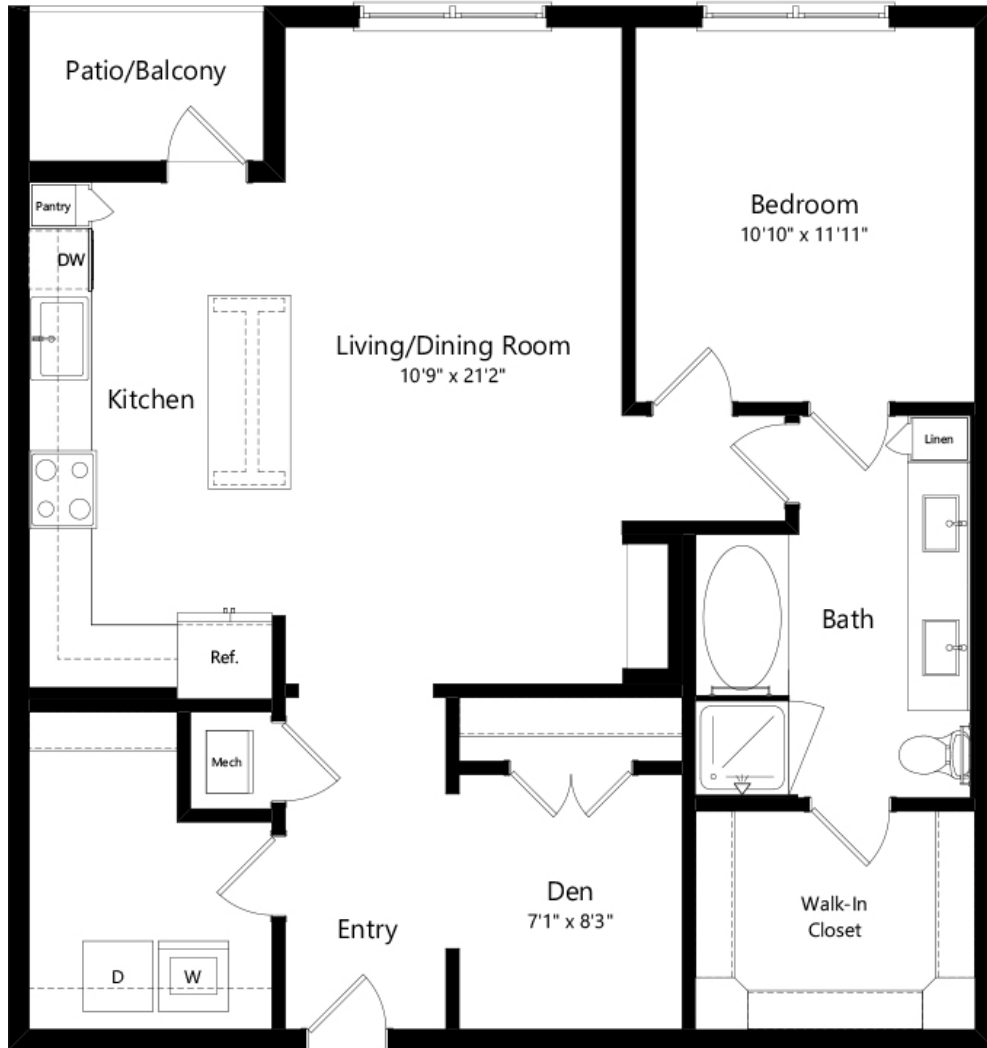 Patio/Balcony
Pantry
DW
Bedroom
10'10" x 11'11"
Living/Dining Room
10'9" x 21'2"
Kitchen
Linen
Bath
Ref.
Mech
Den
7'1" x 8'3"
Walk-In
Closet
Entry
D
W